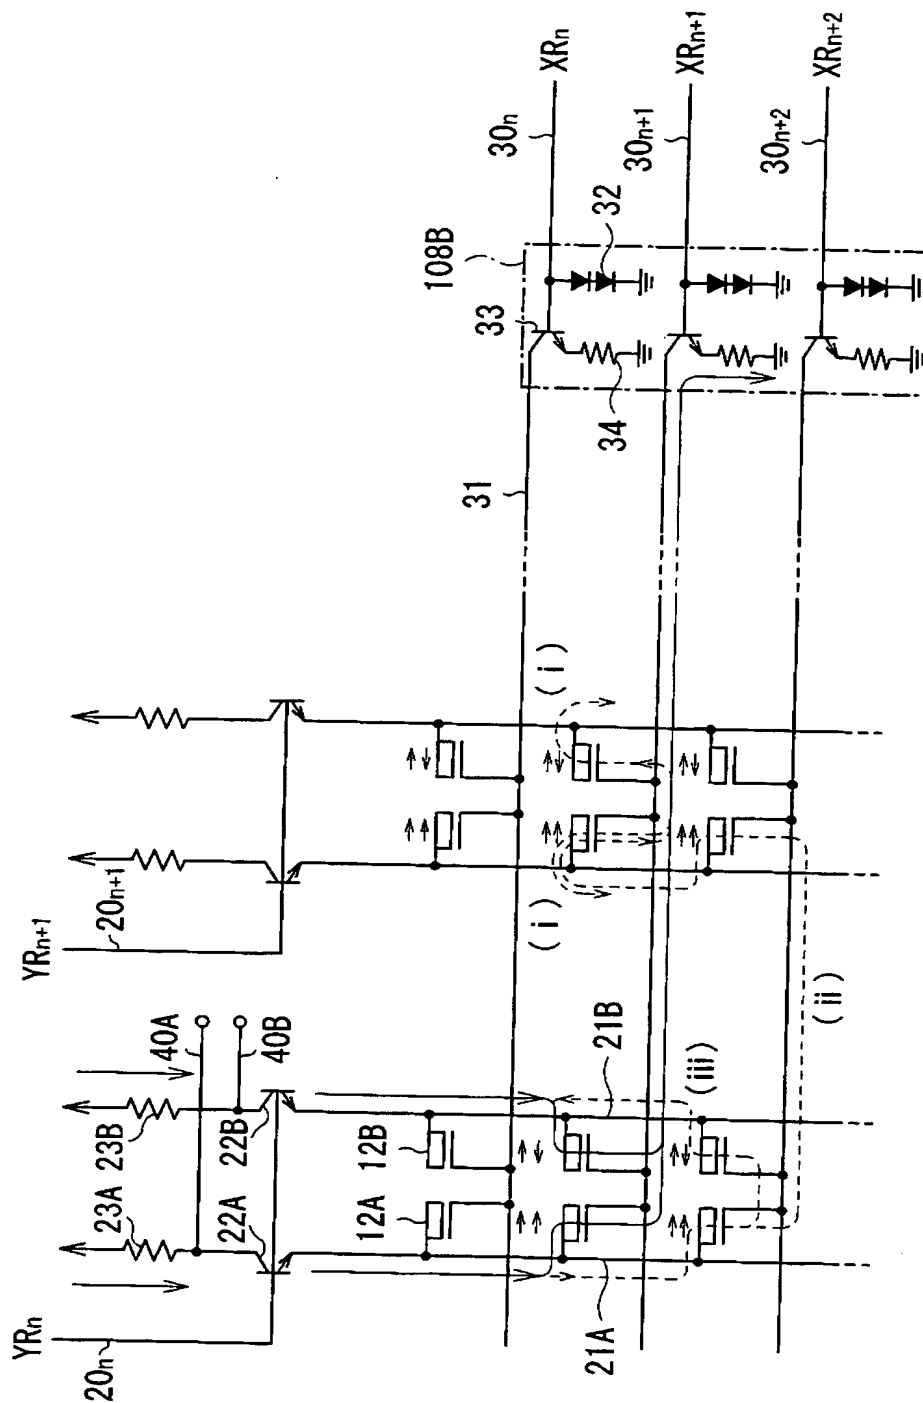 YRn
20n
23A
23B
40A
40B
22A
22B
YRn+1
20n+1
12A
12B
21A
21B
(i)
(i)
(ii)
(iii)
31
108B
33
32
34
30n
XRn
30n+1
XRn+1
30n+2
XRn+2